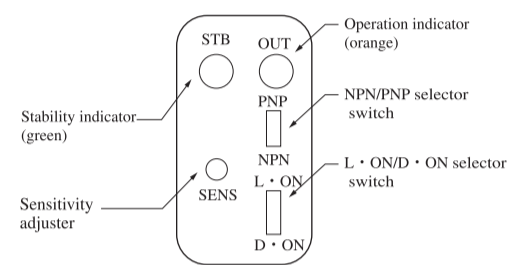 Operation indicator
(orange)
STB
OUT
PNP
NPN/PNP selector
switch
Stability indicator
(green)
NPN
L・ON
L・ON/D・ON selector
switch
SENS
Sensitivity
adjuster
D・ON